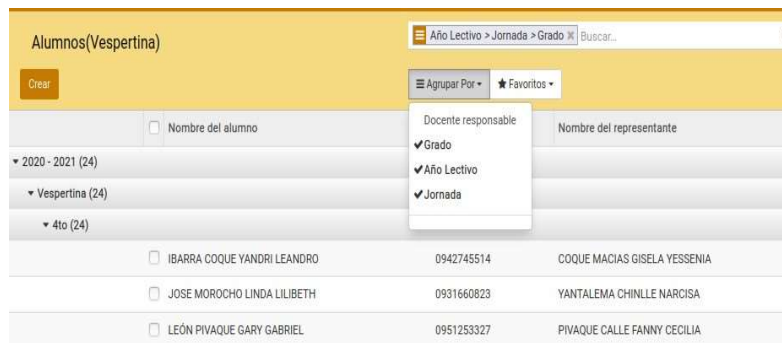 Alumnos(Vespertina)
Año Lectivo > Jornada > Grado Buscar...
Crear
Agrupar Por Favoritos
Docente responsable
Grado
Año Lectivo
Jornada
Nombre del alumno Nombre del representante
2020 - 2021 (24)
Vespertina (24)
4to (24)
IBARRA COQUE YANDRI LEANDRO 0942745514 COQUE MACIAS GISELA YESSENIA
JOSE MOROCHO LINDA LILIBETH 0931660823 YANTALEMA CHINLLE NARCISA
LEÓN PIVAQUE GARY GABRIEL 0951253327 PIVAQUE CALLE FANNY CECILIA